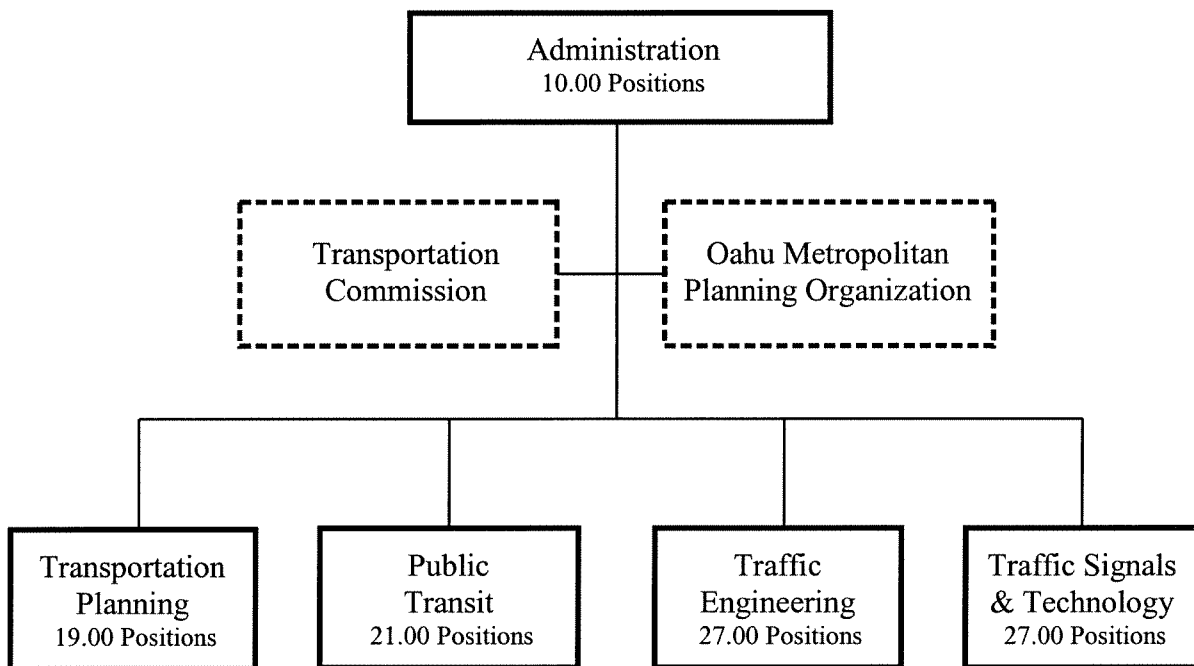 Administration
10.00 Positions
Transportation
Commission
Oahu Metropolitan
Planning Organization
Transportation
Planning
19.00 Positions
Public
Transit
21.00 Positions
Traffic
Engineering
27.00 Positions
Traffic Signals
& Technology
27.00 Positions